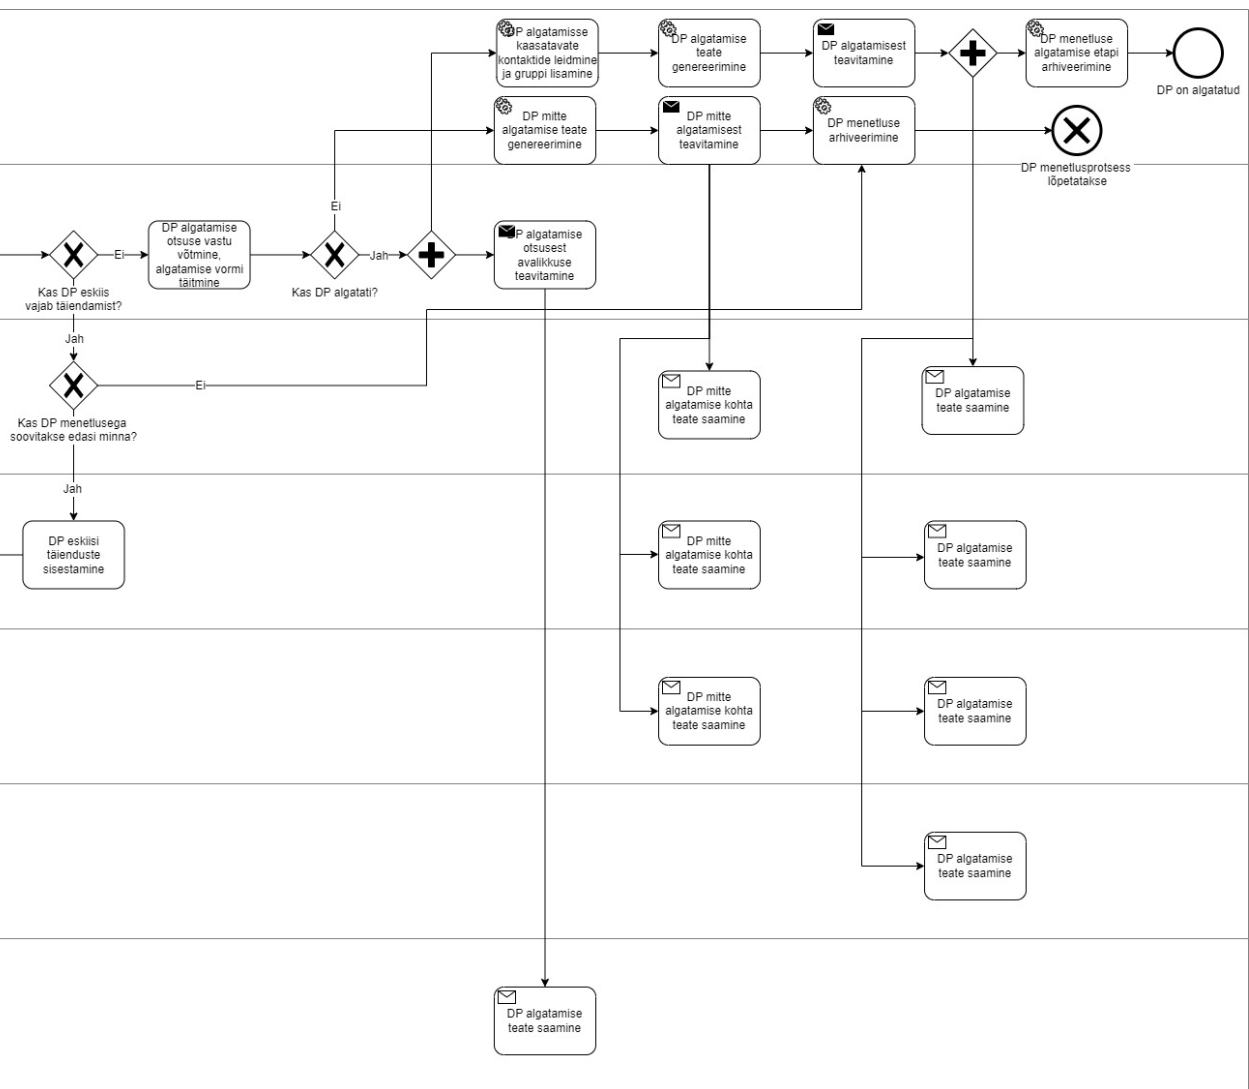 DP algatamisse
kaasatavate
kontaktide leidmine
ja gruppi lisamine
DP algatamise
teate
genereerimine
DP algatamisest
teavitamine
DP menetluse
algatamise etapi
arhiveerimine
DP on algatatud
DP mitte
algatamise teate
genereerimine
DP mitte
algatamisest
teavitamine
DP menetluse
arhiveerimine
DP menetlusprotsess
lõpetatakse
Ei
Kas DP eskiis
vajab täiendamist?
Ei
DP algatamise
otsuse vastu
võtmine,
algatamise vormi
täitmine
Kas DP algatati?
Jah
DP algatamise
otsusest
avalikkuse
teavitamine
Jah
Kas DP menetlusega
soovitakse edasi minna?
Ei
DP mitte
algatamise kohta
teate saamine
DP algatamise
teate saamine
Jah
DP eskiisi
täienduste
sisestamine
DP mitte
algatamise kohta
teate saamine
DP algatamise
teate saamine
DP mitte
algatamise kohta
teate saamine
DP algatamise
teate saamine
DP algatamise
teate saamine
DP algatamise
teate saamine